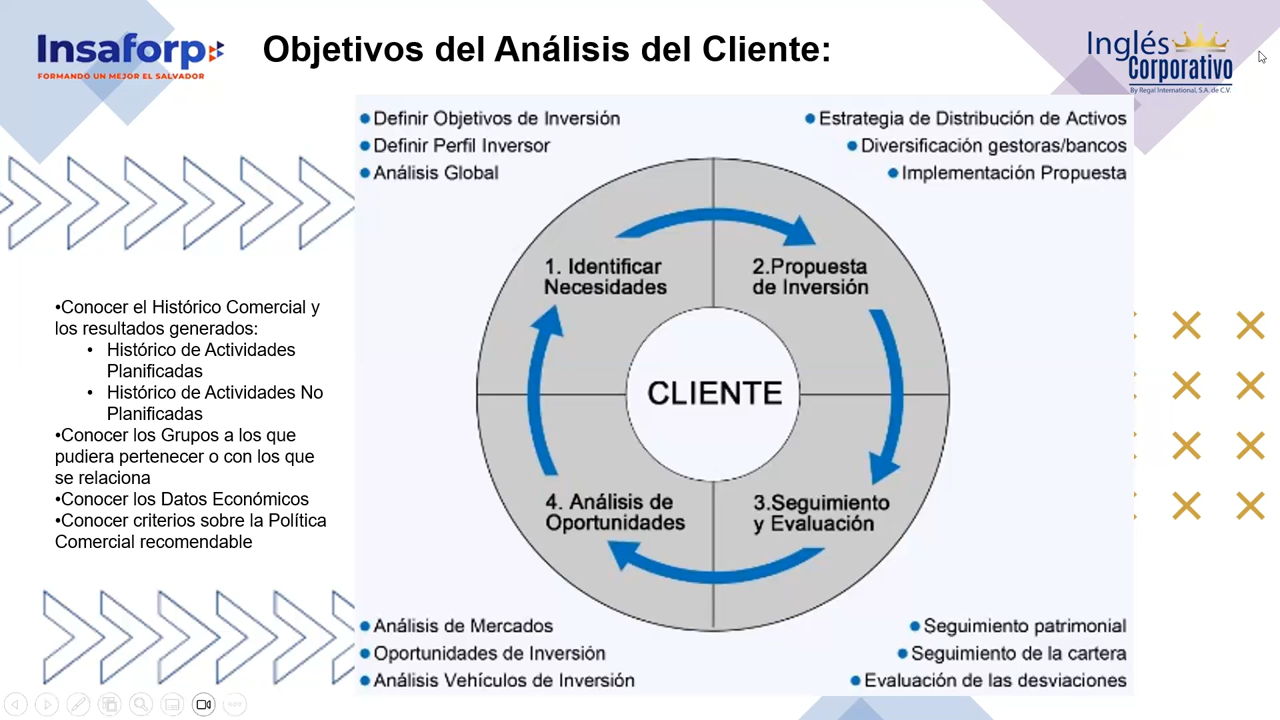 Insaforp
FORMANDO UN MEJOR EL SALVADOR
Objetivos del Análisis del Cliente:
Inglés
Corporativo
By Regal International, S.A. de C.V.
•Conocer el Histórico Comercial y
los resultados generados:
• Histórico de Actividades
Planificadas
• Histórico de Actividades No
Planificadas
•Conocer los Grupos a los que
pudiera pertenecer o con los que
se relaciona
•Conocer los Datos Económicos
•Conocer criterios sobre la Política
Comercial recomendable
• Definir Objetivos de Inversión
• Definir Perfil Inversor
• Análisis Global
• Estrategia de Distribución de Activos
• Diversificación gestoras/bancos
• Implementación Propuesta
1. Identificar
Necesidades
2.Propuesta
de Inversión
CLIENTE
4. Análisis de
Oportunidades
3.Seguimiento
y Evaluación
• Análisis de Mercados
• Oportunidades de Inversión
• Análisis Vehículos de Inversión
• Seguimiento patrimonial
• Seguimiento de la cartera
• Evaluación de las desviaciones